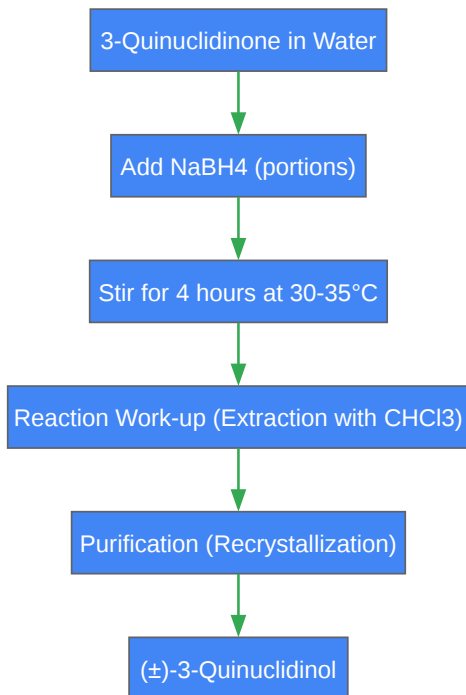 3-Quinuclidinone in Water
Add NaBH4 (portions)
Stir for 4 hours at 30-35°C
Reaction Work-up (Extraction with CHCl3)
Purification (Recrystallization)
(±)-3-Quinuclidinol